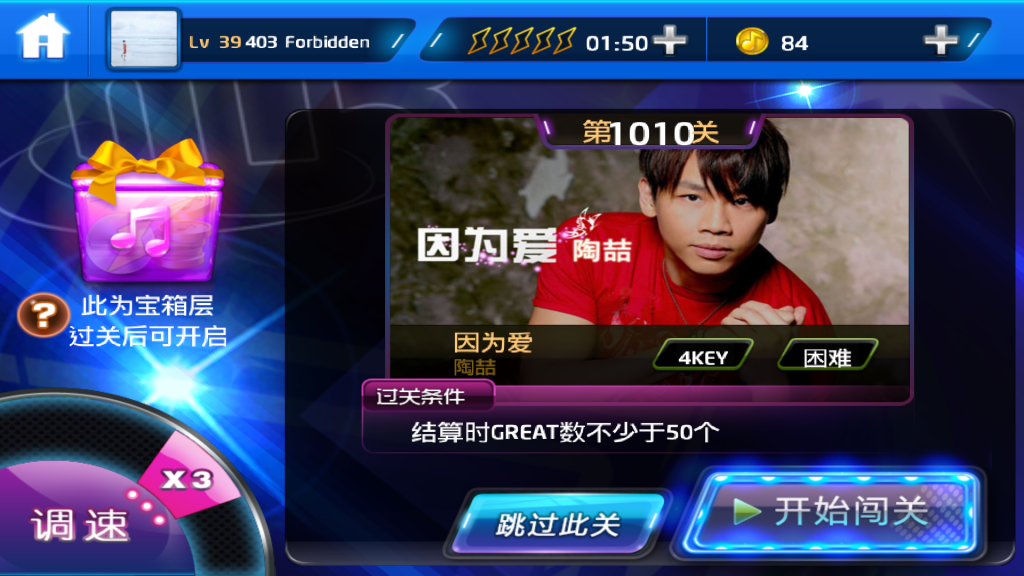 Lv 39 403 Forbidden
01:50
84
第1010关
因为爱 陶喆
因为爱
陶喆
4KEY
困难
此为宝箱层
?
过关后可开启
过关条件
结算时GREAT数不少于50个
X3
调速
跳过此关
开始闯关